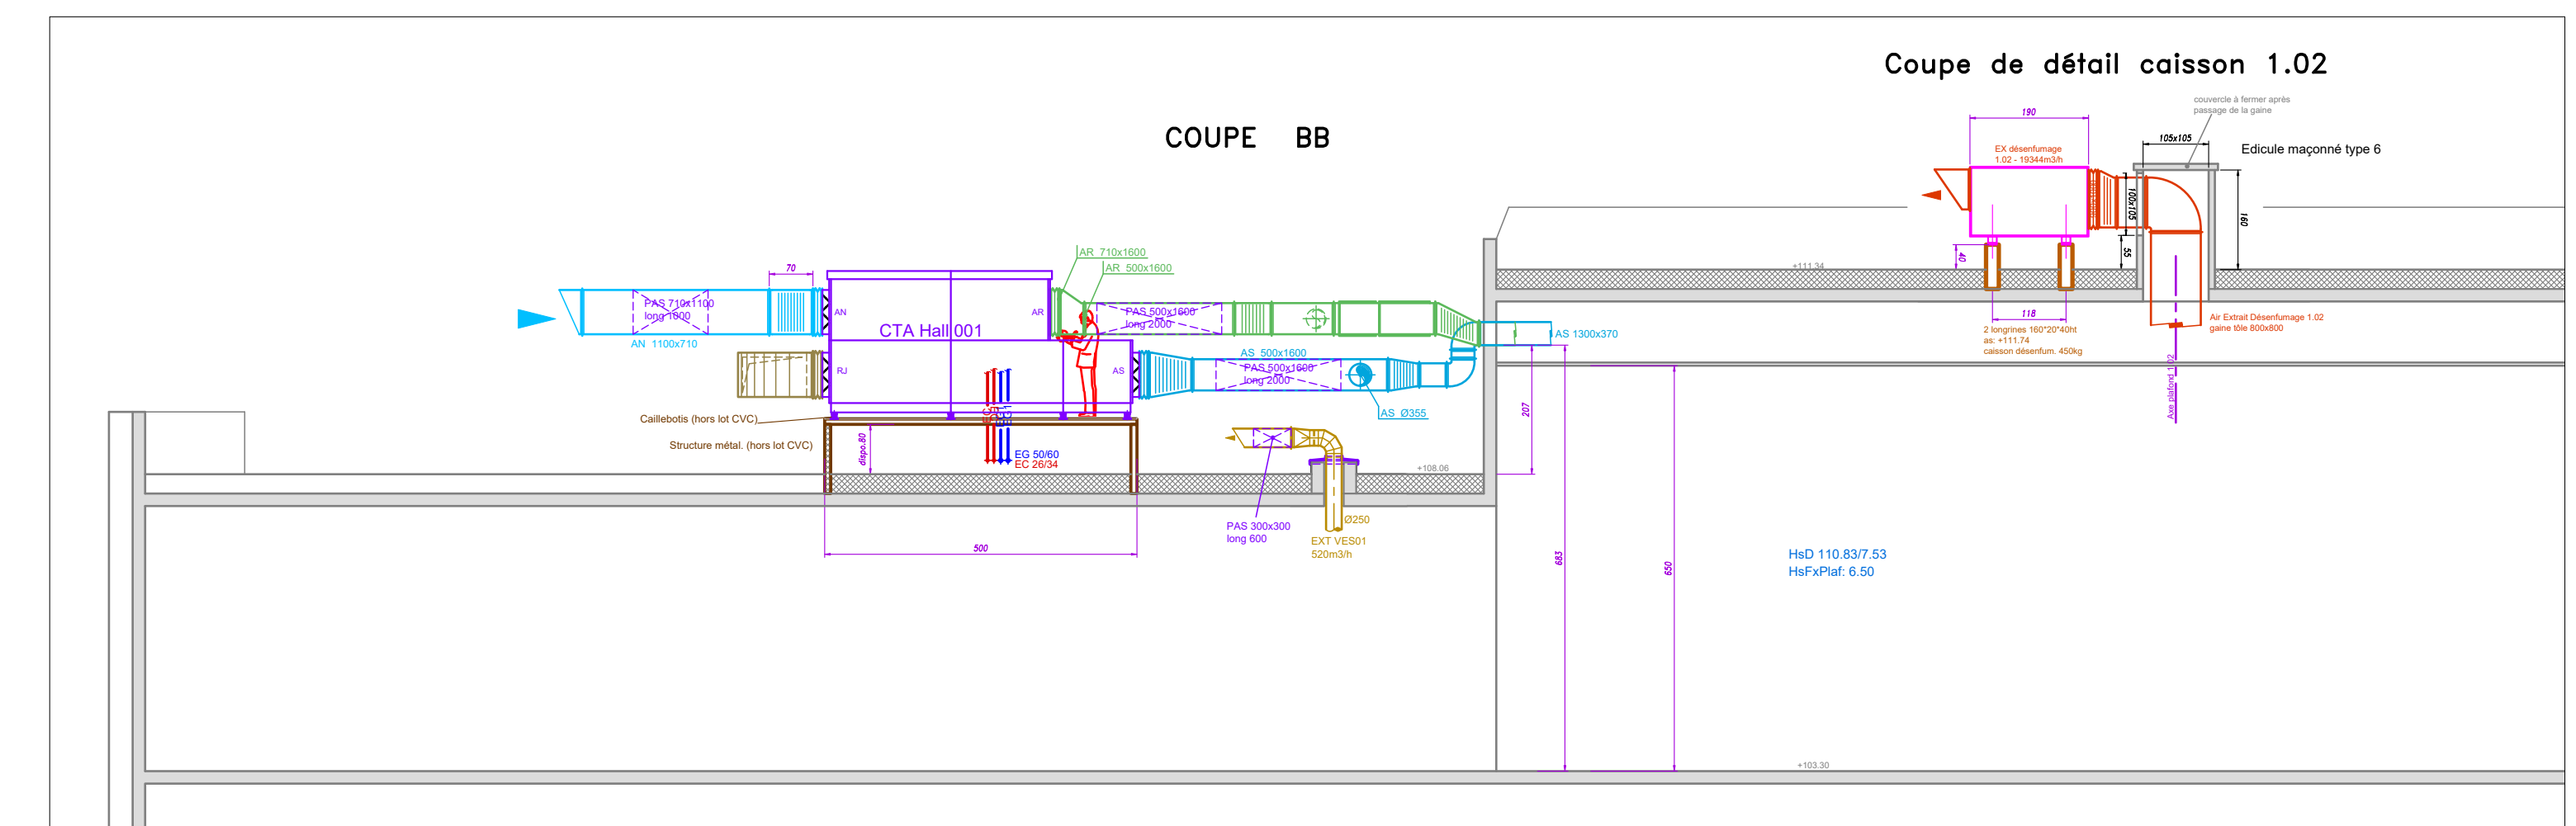 Coupe de détail caisson 1.02
COUPE BB
couvercle à fermer après
passage de la gaine
190
105x105
Edicule maçonné type 6
EX désenfumage
1.02 - 19344m3/h
100x105
160
55
40
+111.34
118
2 longrines 160*20*40ht
as: +111.74
caisson désenfum. 450kg
Air Extrait Désenfumage 1.02
gaine tôle 800x800
Axe plafond 1.02
AR 710x1600
AR 500x1600
70
PAS 710x1100
long 1000
AN
AR
CTA Hall 001
PAS 500x1600
long 2000
AS 1300x370
AN 1100x710
AS 500x1600
RJ
AS
PAS 500x1600
long 2000
AS Ø355
207
Caillebotis (hors lot CVC)
Structure métal. (hors lot CVC)
dispo.80
EG 50/60
EC 26/34
+108.06
Ø250
PAS 300x300
long 600
EXT VES01
520m3/h
500
683
650
HsD 110.83/7.53
HsFxPlaf: 6.50
+103.30